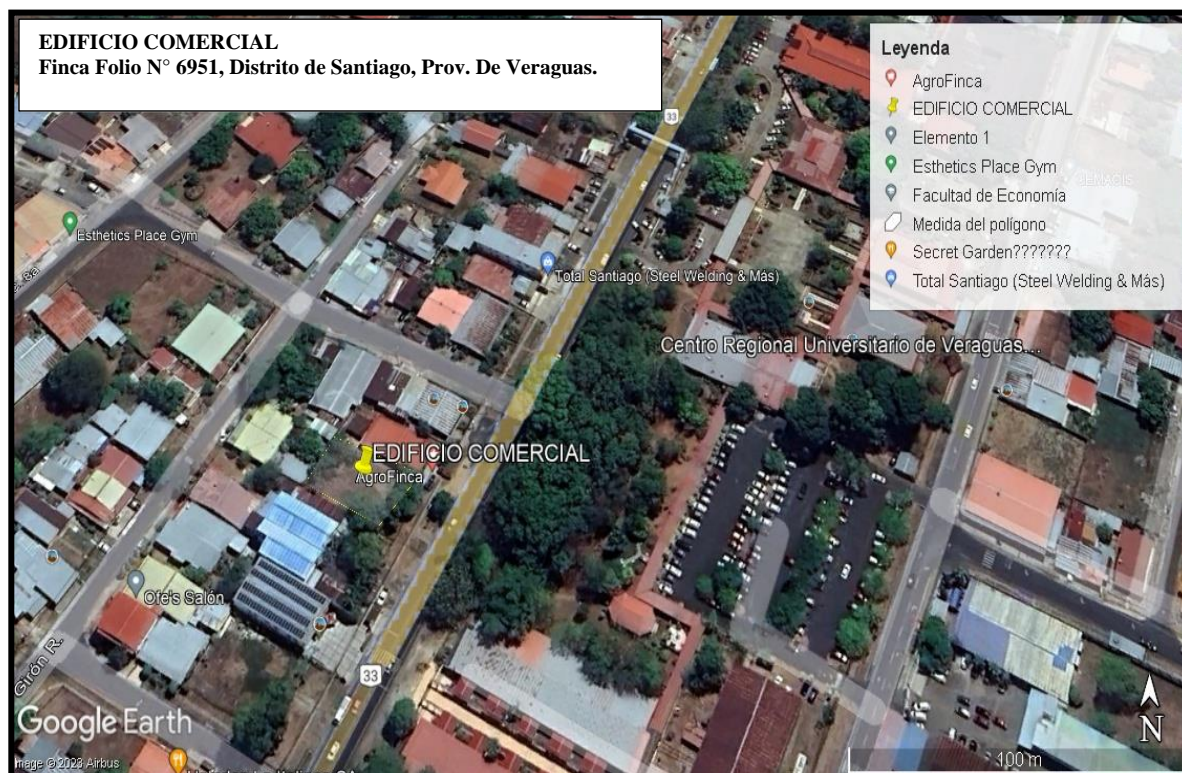 EDIFICIO COMERCIAL
Finca Folio N° 6951, Distrito de Santiago, Prov. De Veraguas.
Leyenda
AgroFinca
EDIFICIO COMERCIAL
Elemento 1
Esthetics Place Gym
Facultad de Economía
Medida del polígono
Secret Garden???????
Total Santiago (Steel Welding & Más)
33
CENACIS
Esthetics Place Gym
Total Santiago (Steel Welding & Más)
Centro Regional Universitario de Veraguas...
EDIFICIO COMERCIAL
AgroFinca
Ofe's Salón
Girón R.
33
Google Earth
Image © 2023 Airbus
100 m
N